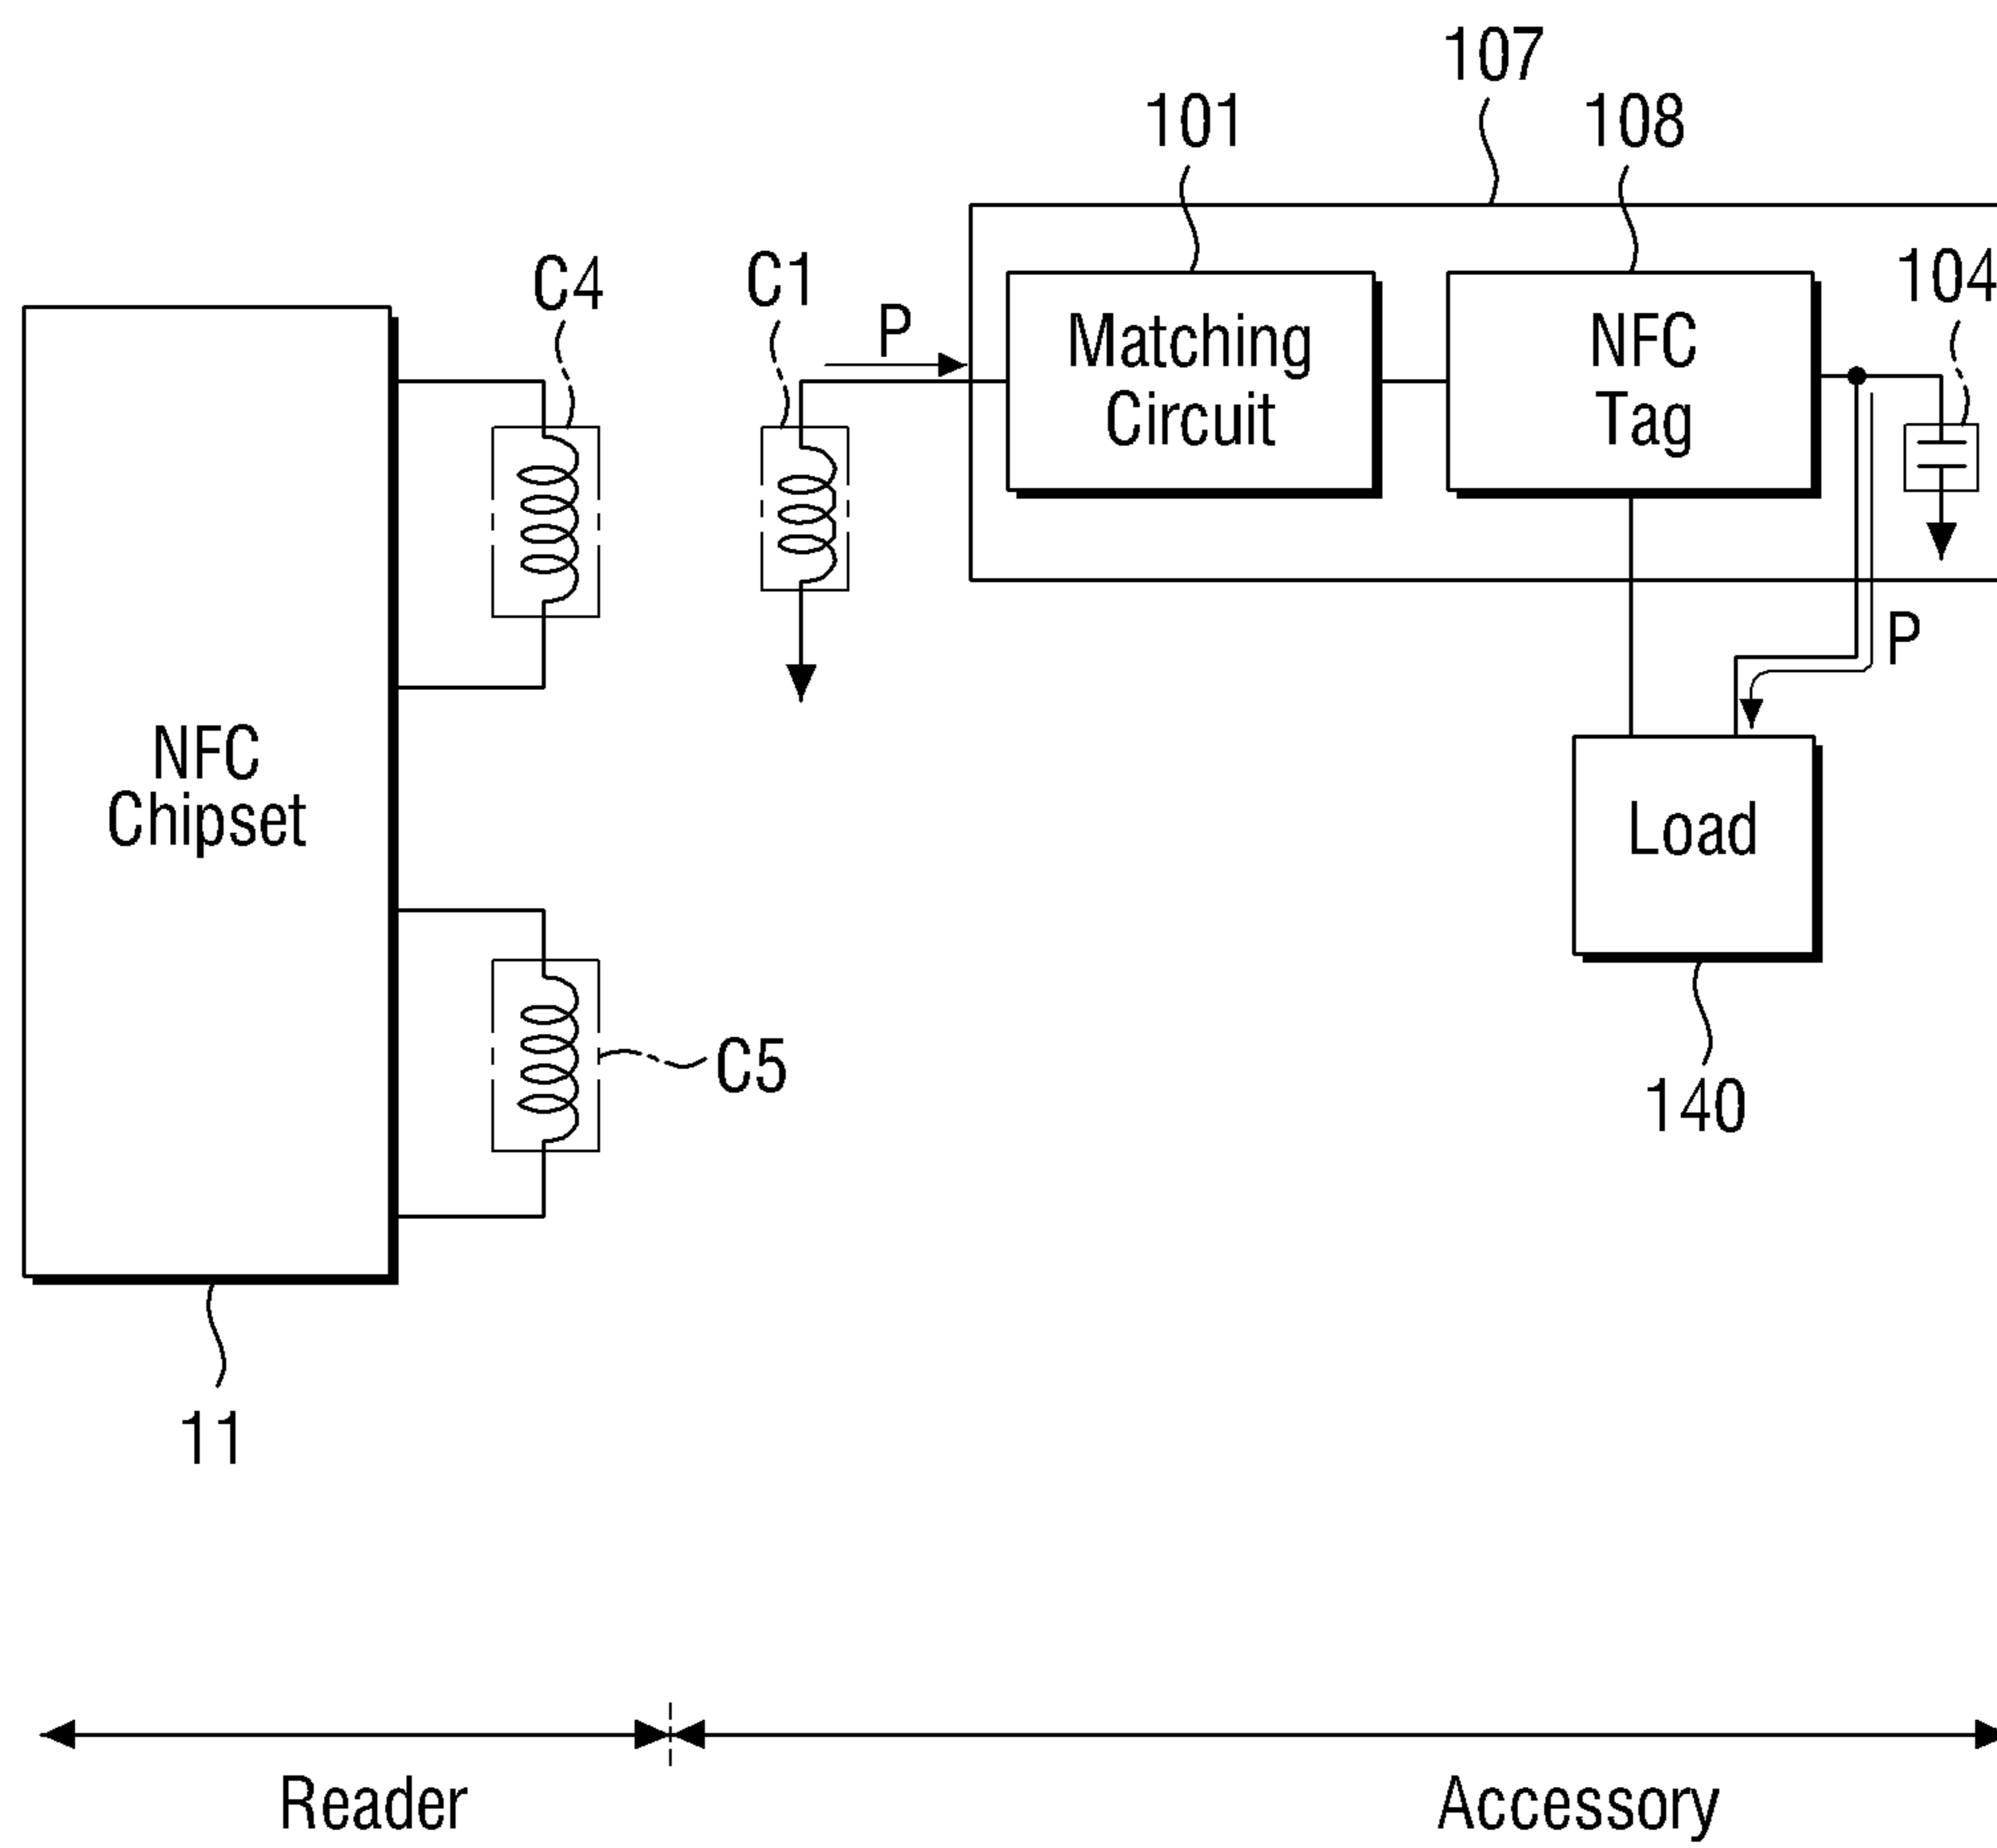 107
101
108
C4
C1
104
P
Matching
Circuit
NFC
Tag
P
NFC
Chipset
Load
C5
140
11
Reader
Accessory